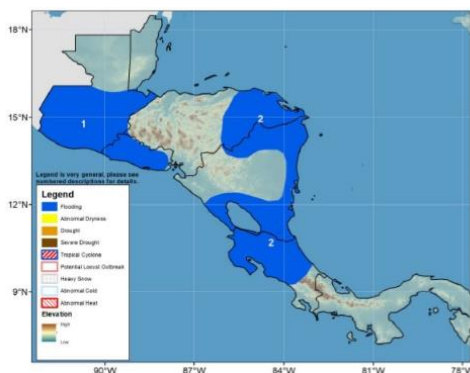 18°N
15°N
12°N
9°N
90°W
87°W
84°W
81°W
78°W
1
2
2
Legend is very general, please see
numbered descriptions for details.
Legend
Flooding
Abnormal Dryness
Drought
Severe Drought
Tropical Cyclone
Potential Locust Outbreak
Heavy Snow
Abnormal Cold
Abnormal Heat
Elevation
High
Low